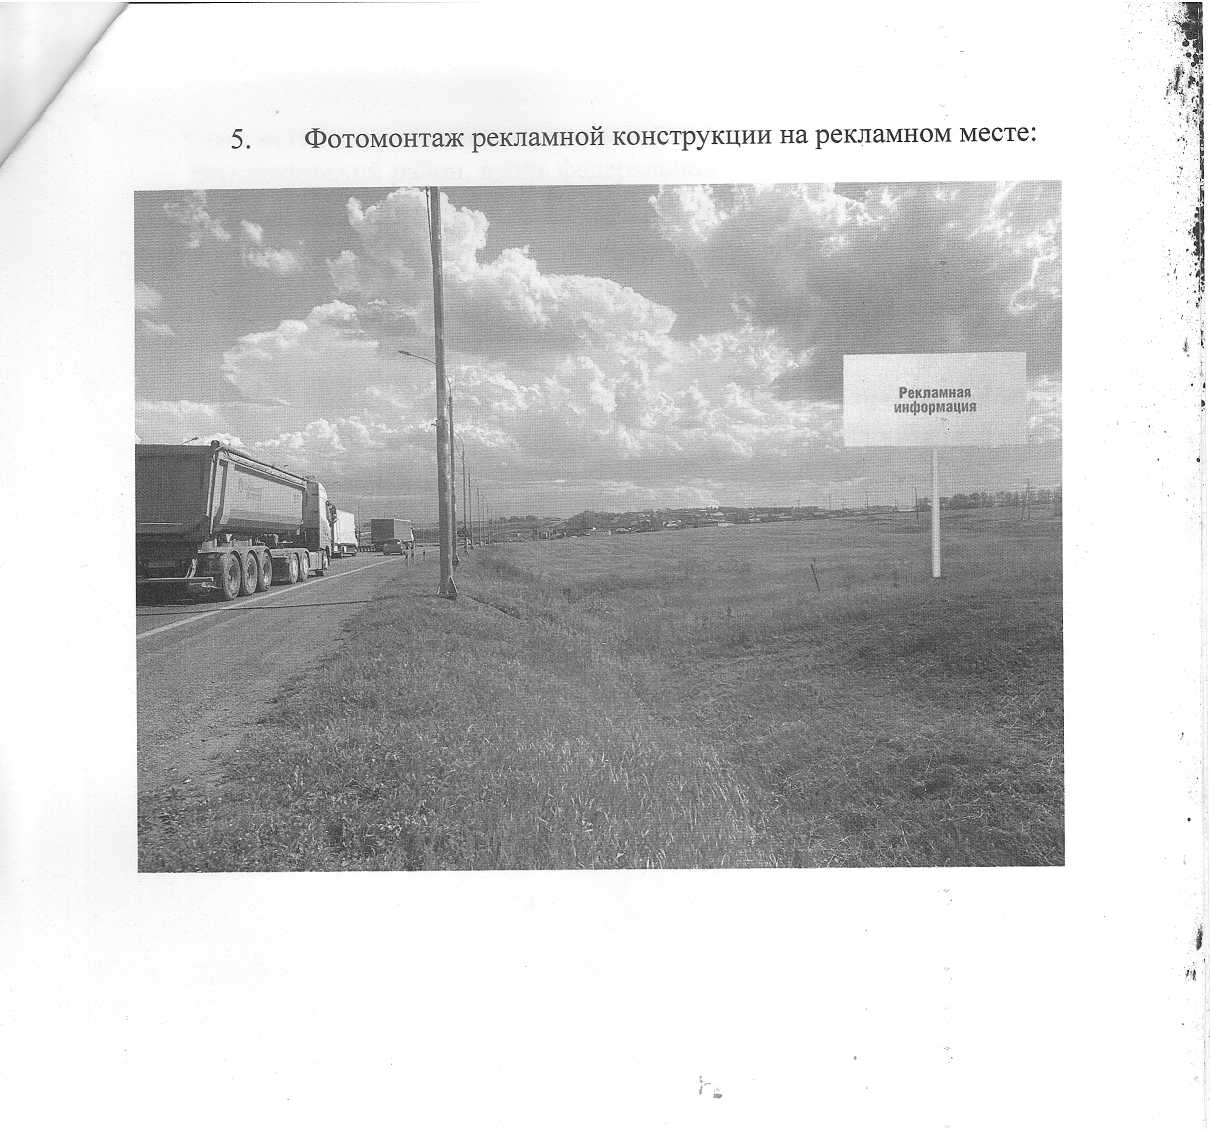 5. Фотомонтаж рекламной конструкции на рекламном месте:
Рекламная
информация